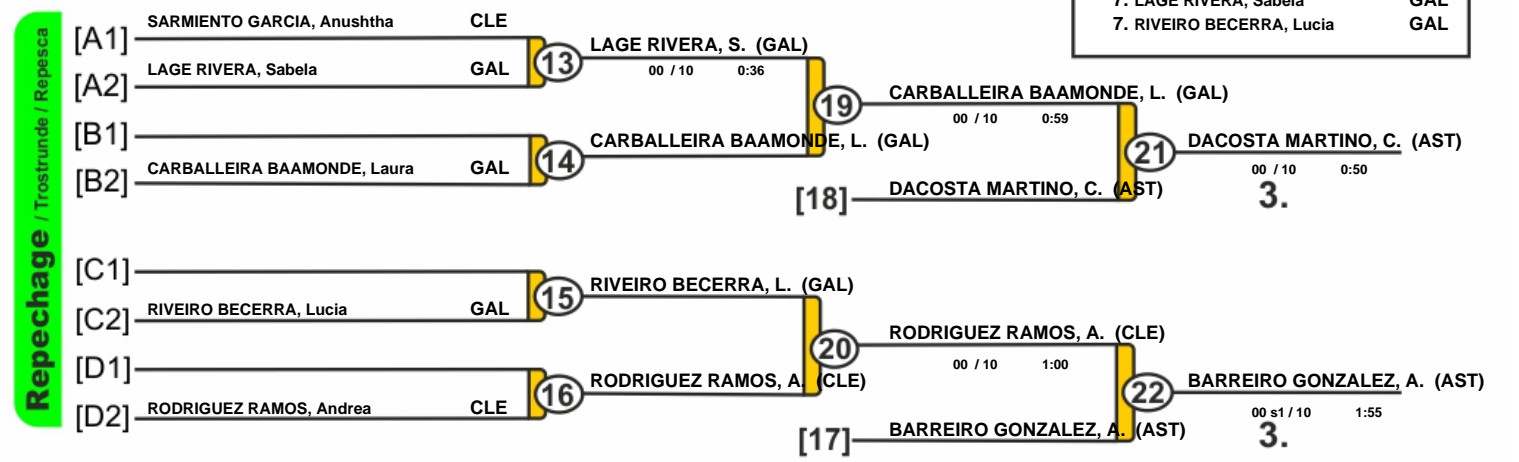 7. LAGE RIVERA, Sabela GAL
7. RIVEIRO BECERRA, Lucia GAL
Repechage / Trostrunde / Repesca
[A1] SARMIENTO GARCIA, Anushtha CLE
[A2] LAGE RIVERA, Sabela GAL
13 LAGE RIVERA, S. (GAL)
00 / 10 0:36
[B1]
[B2] CARBALLEIRA BAAMONDE, Laura GAL
14 CARBALLEIRA BAAMONDE, L. (GAL)
19 CARBALLEIRA BAAMONDE, L. (GAL)
00 / 10 0:59
[18] DACOSTA MARTINO, C. (AST)
21 DACOSTA MARTINO, C. (AST)
00 / 10 0:50
3.
[C1]
[C2] RIVEIRO BECERRA, Lucia GAL
15 RIVEIRO BECERRA, L. (GAL)
[D1]
[D2] RODRIGUEZ RAMOS, Andrea CLE
16 RODRIGUEZ RAMOS, A. (CLE)
20 RODRIGUEZ RAMOS, A. (CLE)
00 / 10 1:00
[17] BARREIRO GONZALEZ, A. (AST)
22 BARREIRO GONZALEZ, A. (AST)
00 s1 / 10 1:55
3.